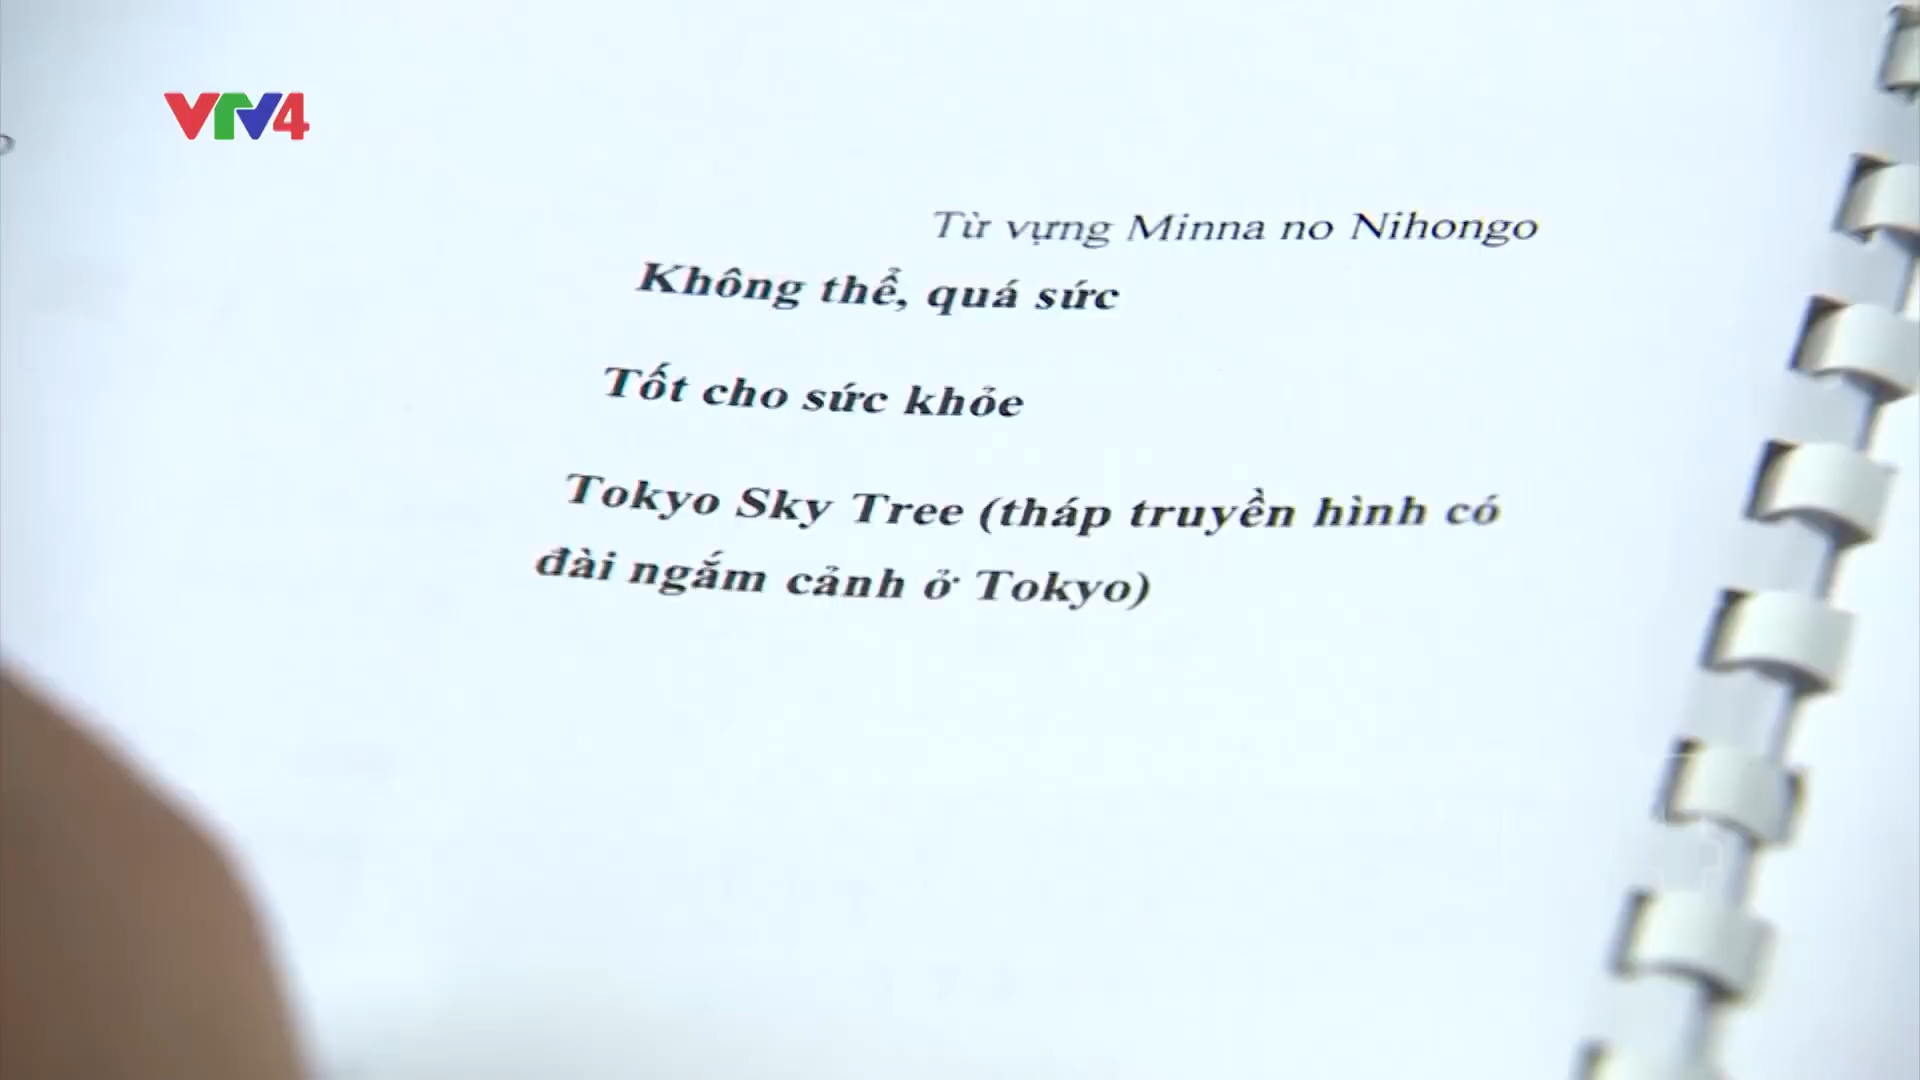 VTV4
Từ vựng Minna no Nihongo
Không thể, quá sức
Tốt cho sức khỏe
Tokyo Sky Tree (tháp truyền hình có
đài ngắm cảnh ở Tokyo)